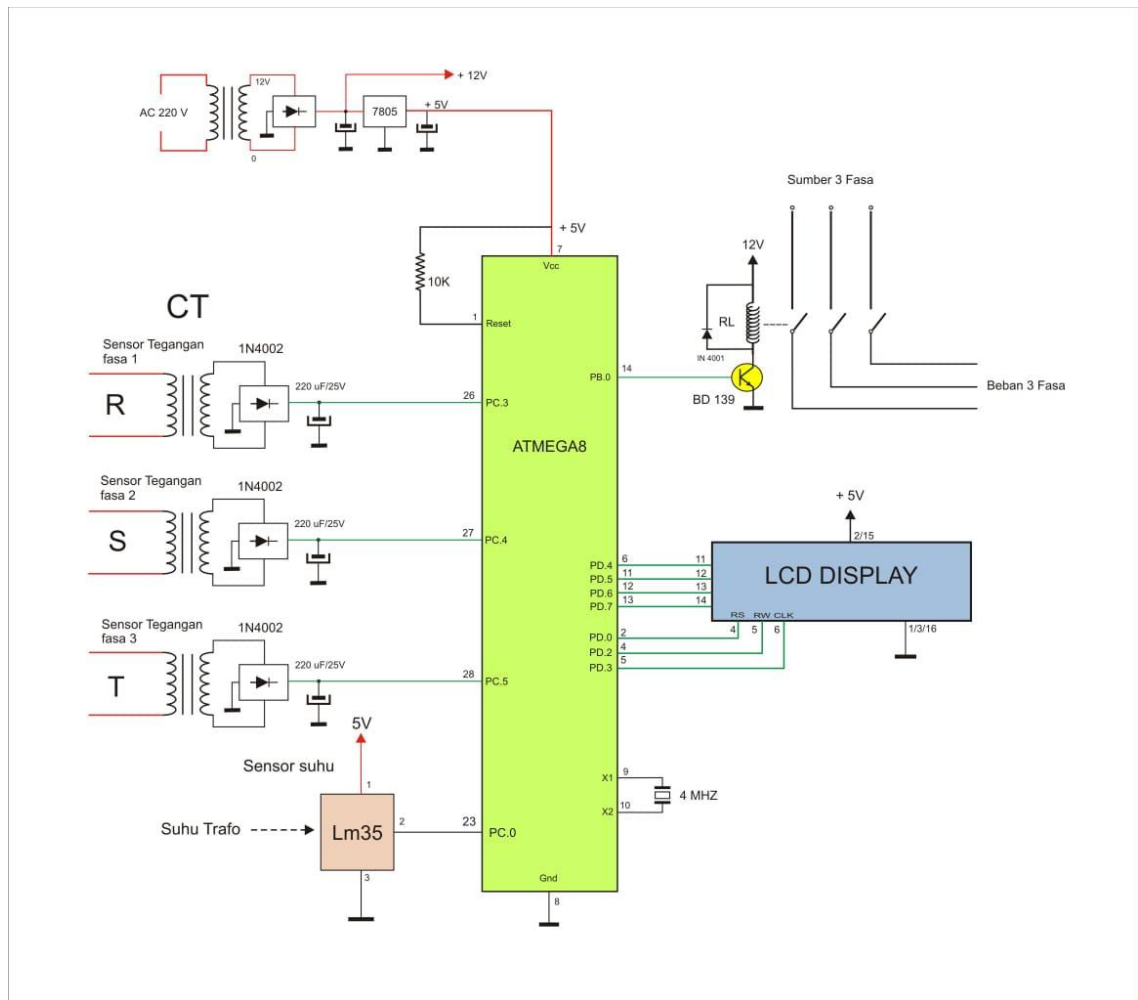 12V
+ 12V
AC 220 V
7805
+ 5V
0
Sumber 3 Fasa
+ 5V
7
Vcc
12V
10K
RL
CT
1
Reset
IN 4001
Sensor Tegangan
fasa 1
1N4002
14
PB.0
BD 139
Beban 3 Fasa
220 uF/25V
R
26
PC.3
ATMEGA8
Sensor Tegangan
fasa 2
1N4002
+ 5V
220 uF/25V
S
27
PC.4
2/15
PD.4
6
11
PD.5
11
12
PD.6
12
13
PD.7
13
14
LCD DISPLAY
RS
RW
CLK
4
5
6
1/3/16
Sensor Tegangan
fasa 3
1N4002
PD.0
2
PD.2
4
PD.3
5
220 uF/25V
T
28
PC.5
5V
Sensor suhu
1
X1
9
4 MHZ
X2
10
Suhu Trafo
Lm35
2
23
PC.0
3
Gnd
8